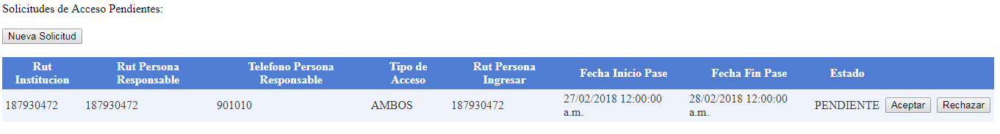 Solicitudes de Acceso Pendientes:
Nueva Solicitud
Rut Institucion Rut Persona Responsable Telefono Persona Responsable Tipo de Acceso Rut Persona Ingresar Fecha Inicio Pase Fecha Fin Pase Estado
187930472 187930472 901010 AMBOS 187930472 27/02/2018 12:00:00 a.m. 28/02/2018 12:00:00 a.m. PENDIENTE Aceptar Rechazar